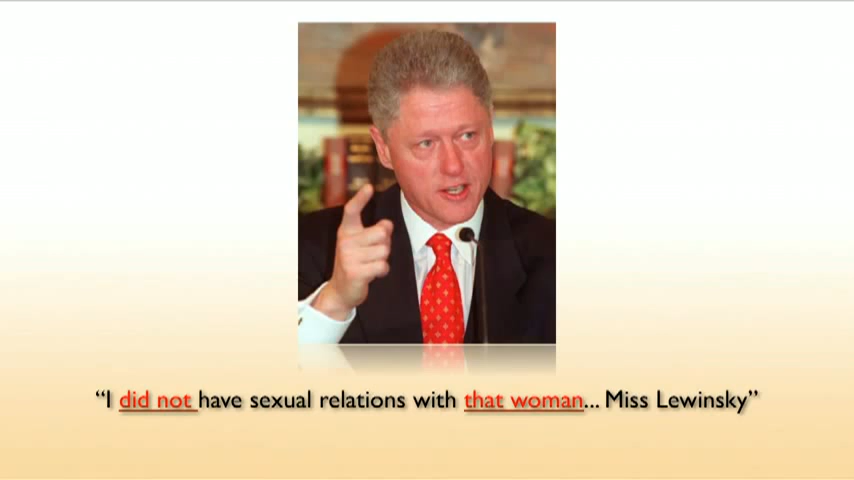 “I did not have sexual relations with that woman... Miss Lewinsky”